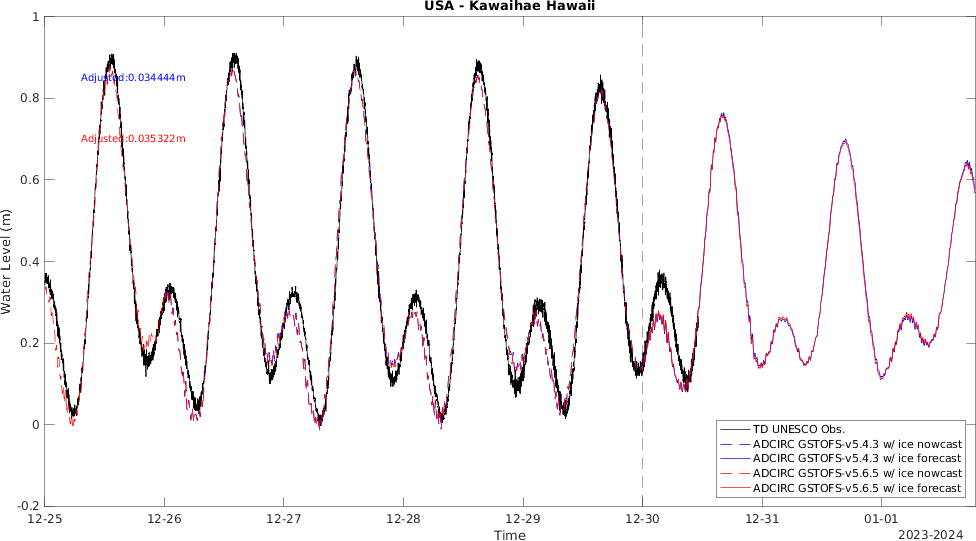 USA - Kawaihae Hawaii
1
Adjusted:0.034444m
0.8
Adjusted:0.035322m
0.6
Water Level (m)
0.4
0.2
0
-0.2
TD UNESCO Obs.
ADCIRC GSTOFS-v5.4.3 w/ ice nowcast
ADCIRC GSTOFS-v5.4.3 w/ ice forecast
ADCIRC GSTOFS-v5.6.5 w/ ice nowcast
ADCIRC GSTOFS-v5.6.5 w/ ice forecast
12-25 12-26 12-27 12-28 12-29 12-30 12-31 01-01
Time
2023-2024